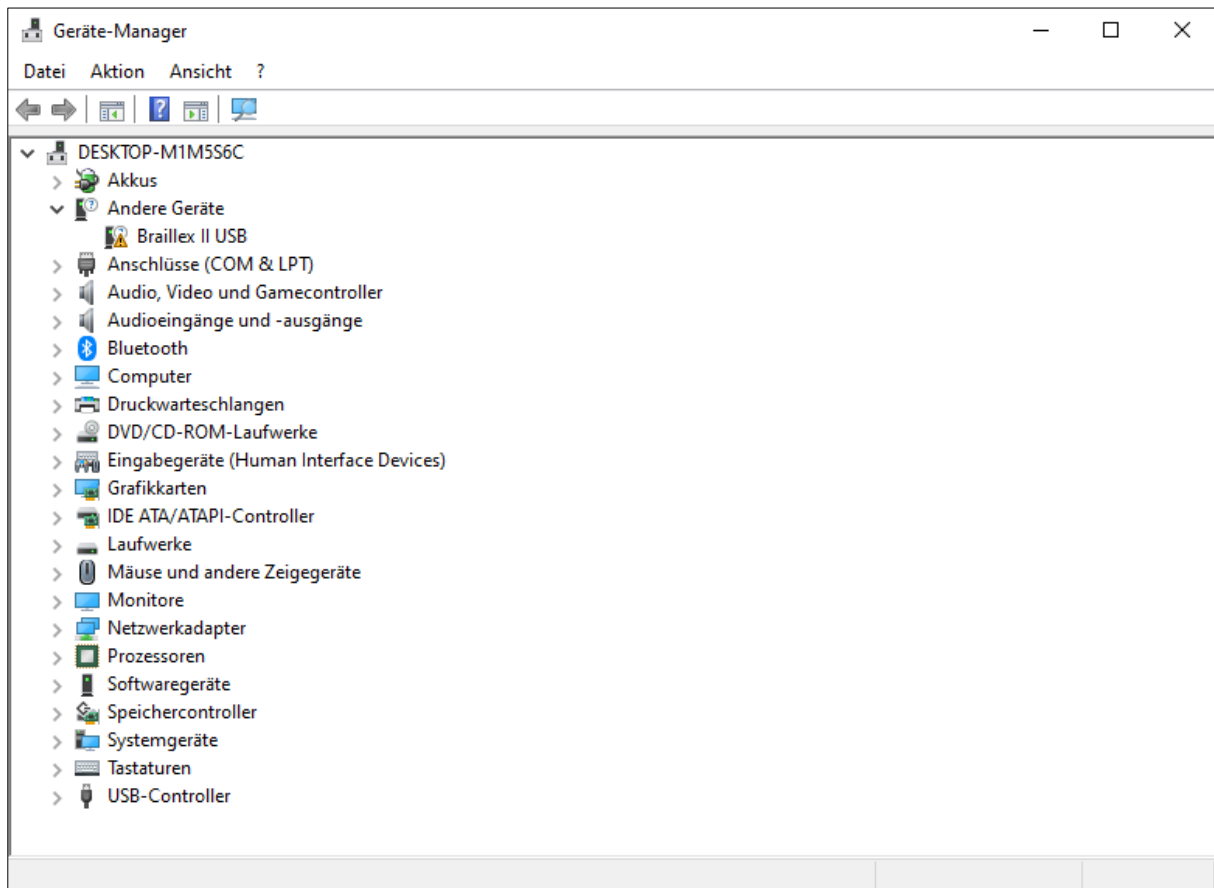 Geräte-Manager
Datei Aktion Ansicht ?
DESKTOP-M1M5S6C
Akkus
Andere Geräte
Braillex II USB
Anschlüsse (COM & LPT)
Audio, Video und Gamecontroller
Audioeingänge und -ausgänge
Bluetooth
Computer
Druckwarteschlangen
DVD/CD-ROM-Laufwerke
Eingabegeräte (Human Interface Devices)
Grafikkarten
IDE ATA/ATAPI-Controller
Laufwerke
Mäuse und andere Zeigegeräte
Monitore
Netzwerkadapter
Prozessoren
Softwaregeräte
Speichercontroller
Systemgeräte
Tastaturen
USB-Controller